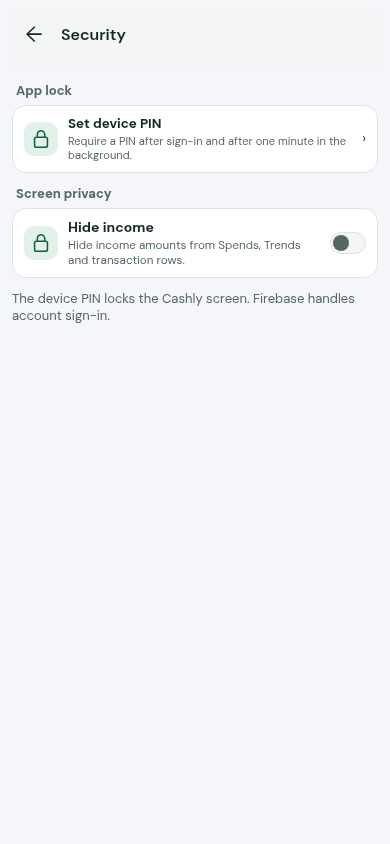 Security
App lock
Set device PIN
Require a PIN after sign-in and after one minute in the
background.
Screen privacy
Hide income
Hide income amounts from Spends, Trends
and transaction rows.
The device PIN locks the Cashly screen. Firebase handles
account sign-in.